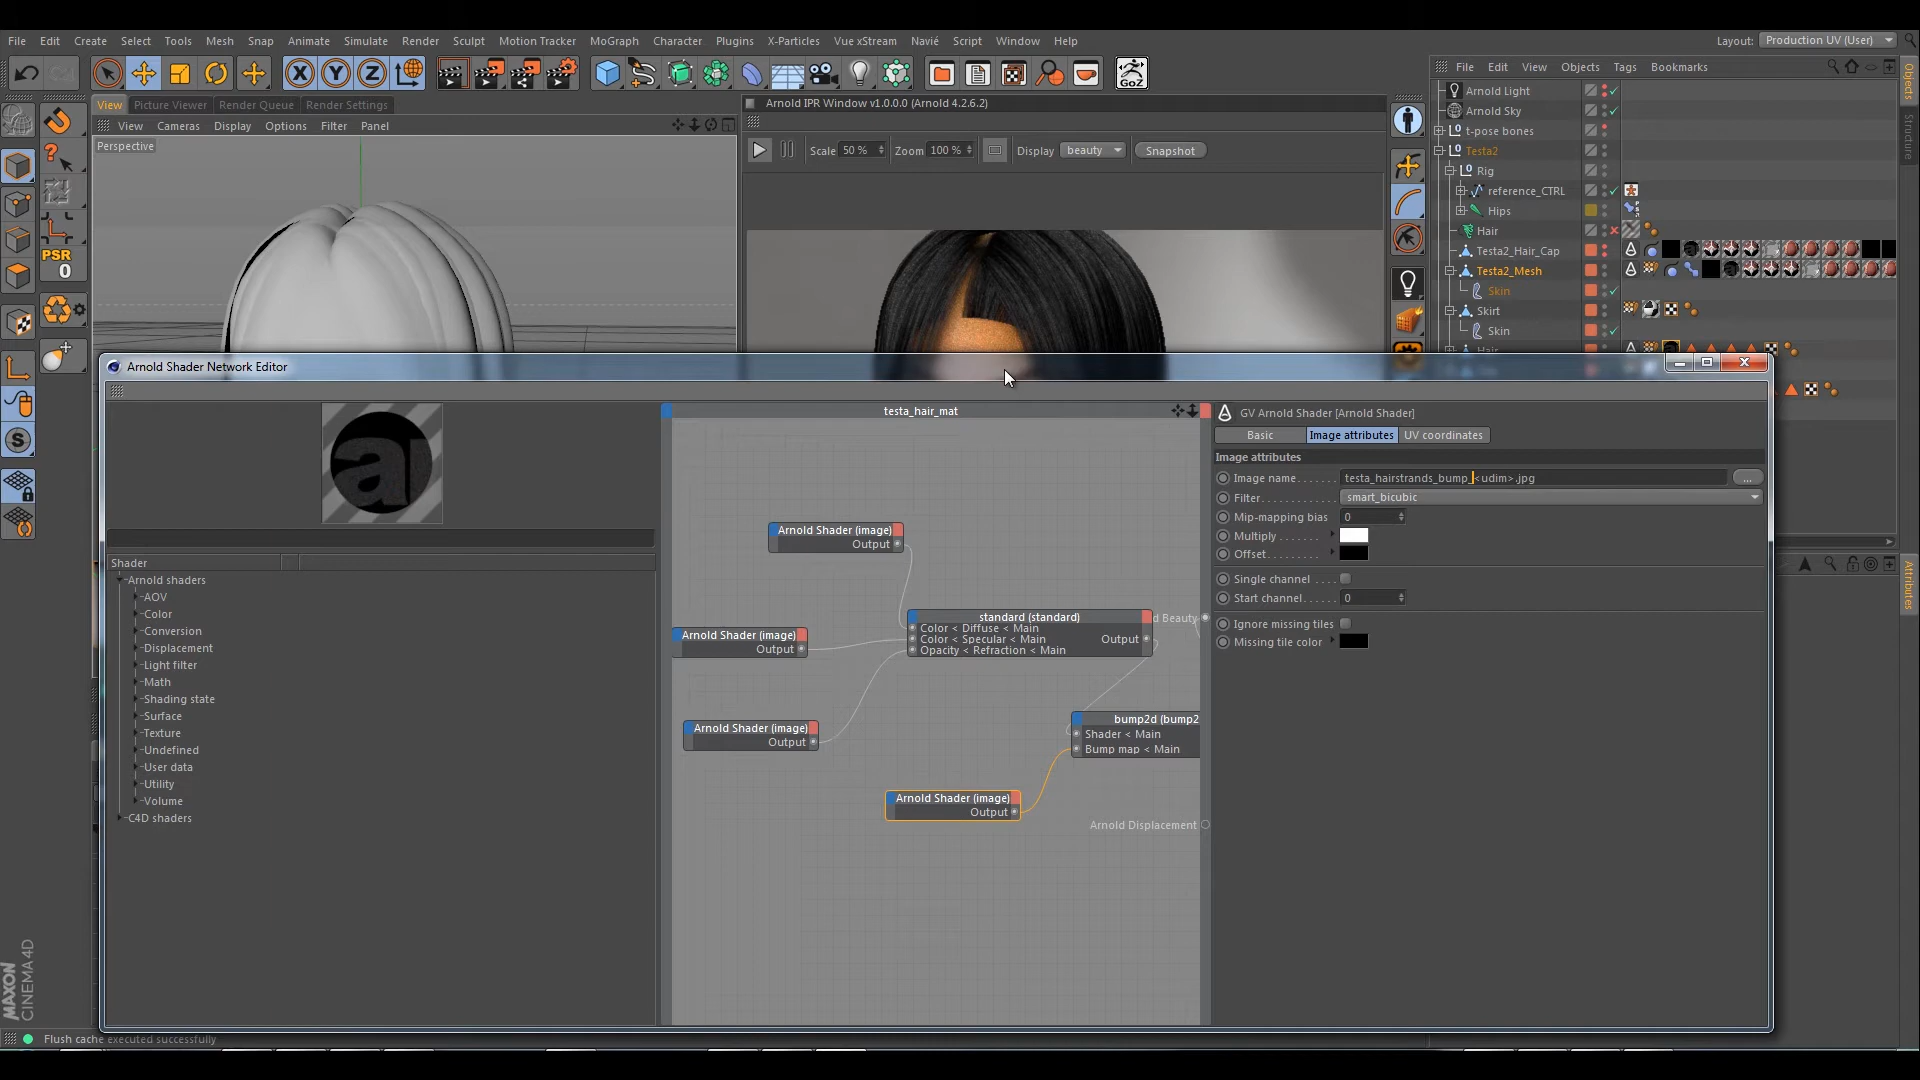 File Edit Create Select Tools Mesh Snap Animate Simulate Render Sculpt Motion Tracker MoGraph Character Plugins X-Particles Vue xStream Navié Script Window Help
Layout: Production UV (User)
X Y Z
GoZ
File Edit View Objects Tags Bookmarks
View Picture Viewer Render Queue Render Settings
View Cameras Display Options Filter Panel
Perspective
Arnold IPR Window v1.0.0.0 (Arnold 4.2.6.2)
Scale 50 % Zoom 100 % Display beauty Snapshot
PSR
0
Arnold Light
Arnold Sky
t-pose bones
Testa2
Rig
reference_CTRL
Hips
Hair
Testa2_Hair_Cap
Testa2_Mesh
Skin
Skirt
Skin
Objects
Structure
Attributes
Arnold Shader Network Editor
Shader
Arnold shaders
AOV
Color
Conversion
Displacement
Light filter
Math
Shading state
Surface
Texture
Undefined
User data
Utility
Volume
C4D shaders
testa_hair_mat
Arnold Shader (image)
Output
Arnold Shader (image)
Output
Arnold Shader (image)
Output
Arnold Shader (image)
Output
standard (standard)
Color < Diffuse < Main
Color < Specular < Main
Opacity < Refraction < Main
Output
d Beauty
bump2d (bump2
Shader < Main
Bump map < Main
Arnold Displacement
GV Arnold Shader [Arnold Shader]
Basic Image attributes UV coordinates
Image attributes
Image name testa_hairstrands_bump_<udim>.jpg ...
Filter smart_bicubic
Mip-mapping bias 0
Multiply
Offset
Single channel
Start channel 0
Ignore missing tiles
Missing tile color
MAXON
CINEMA 4D
Flush cache executed successfully